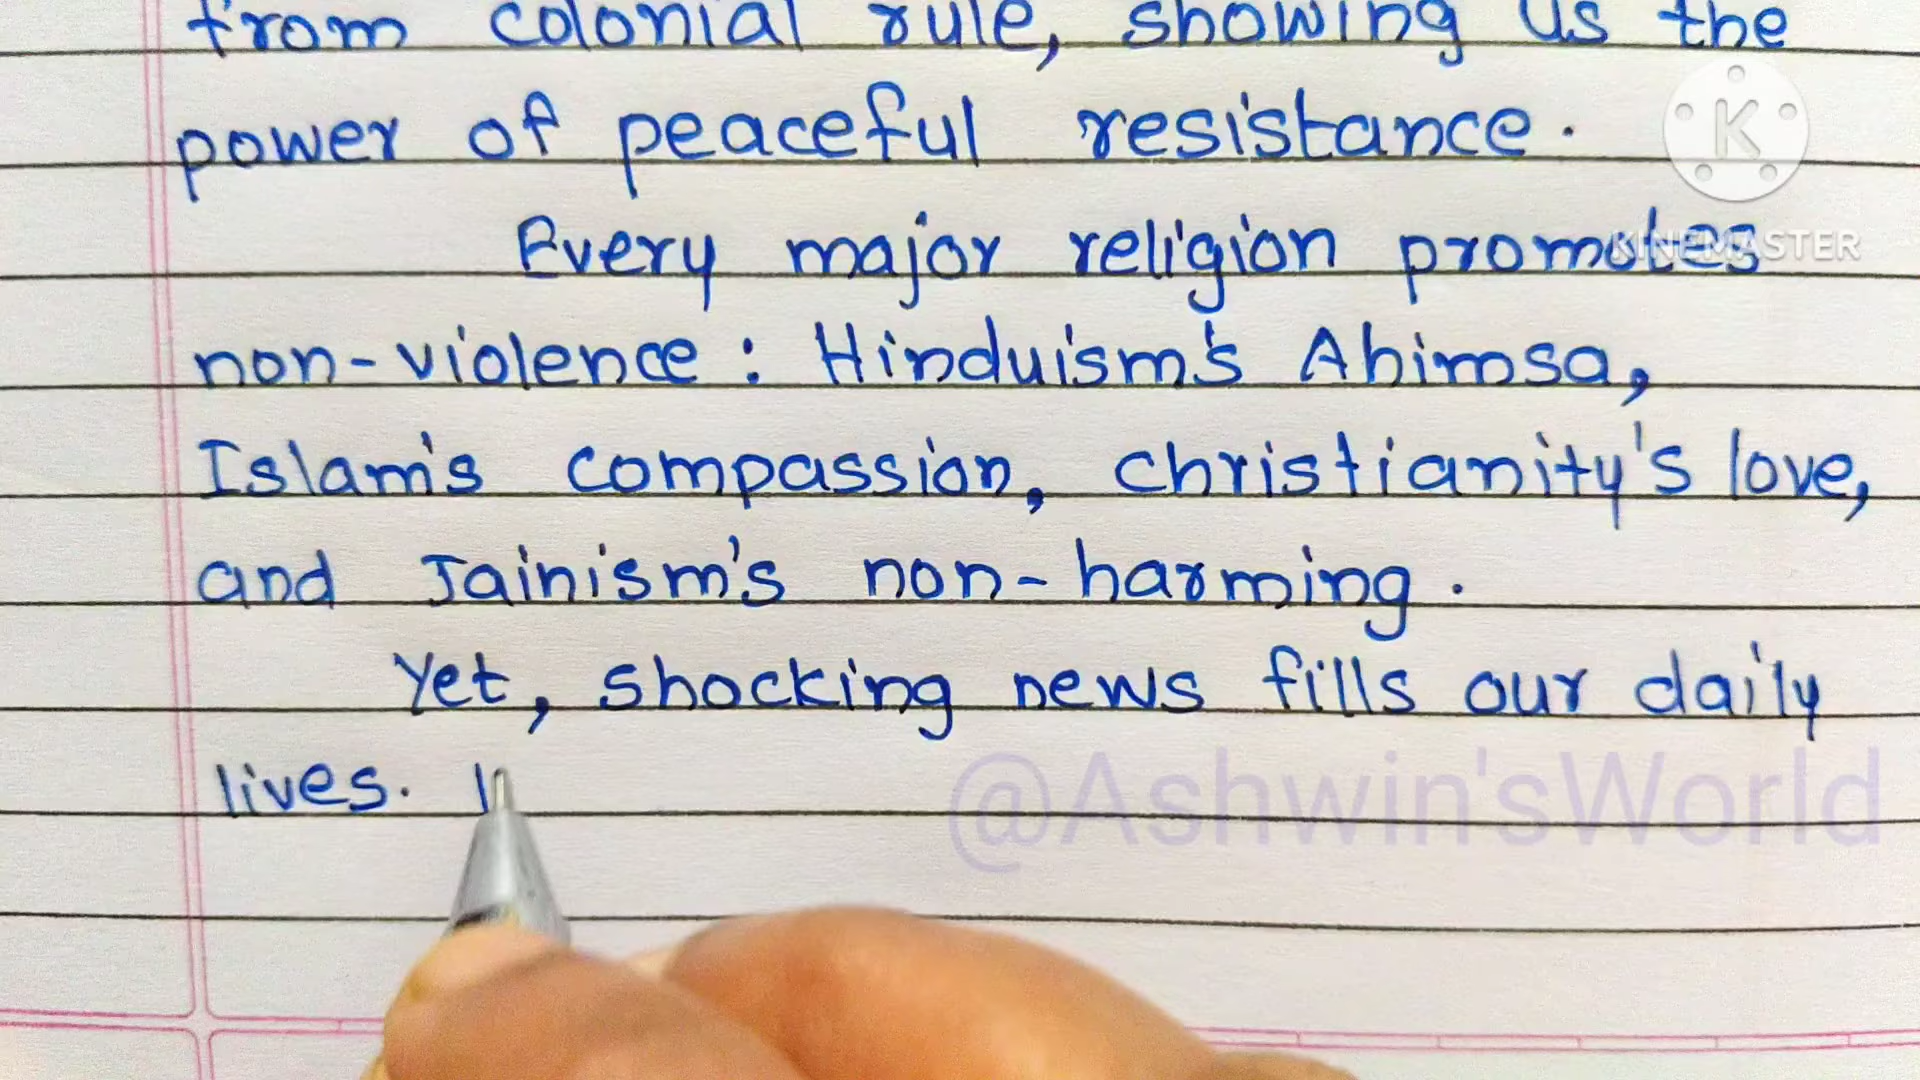 from colonial rule, showing us the
power of peaceful resistance.
K
Every major religion promotes
KINEMASTER
non-violence: Hinduism's Ahimsa,
Islam's compassion, christianity's love,
and Jainism's non-harming.
Yet, shocking news fills our daily
lives.
@Ashwin'sWorld